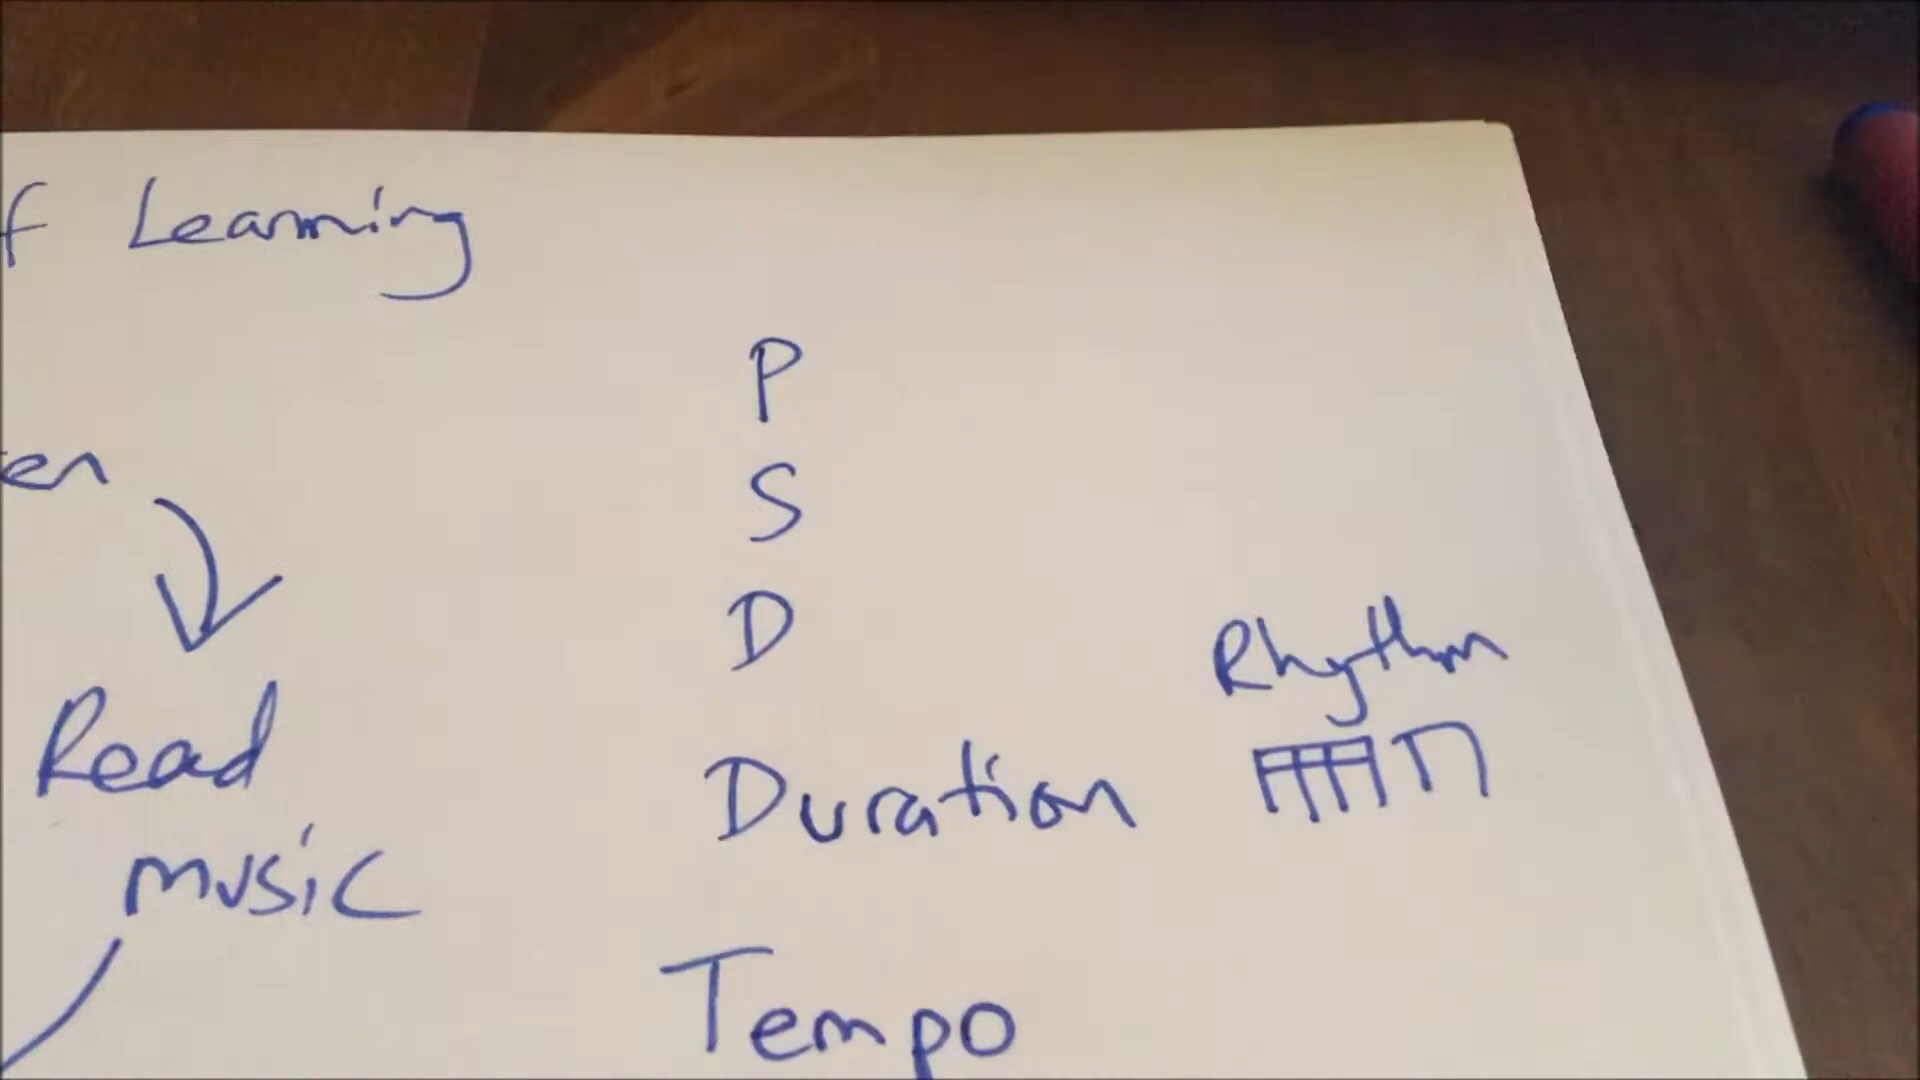 f Learning
en
Read
music
P
S
D
Duration
Rhythm
Tempo